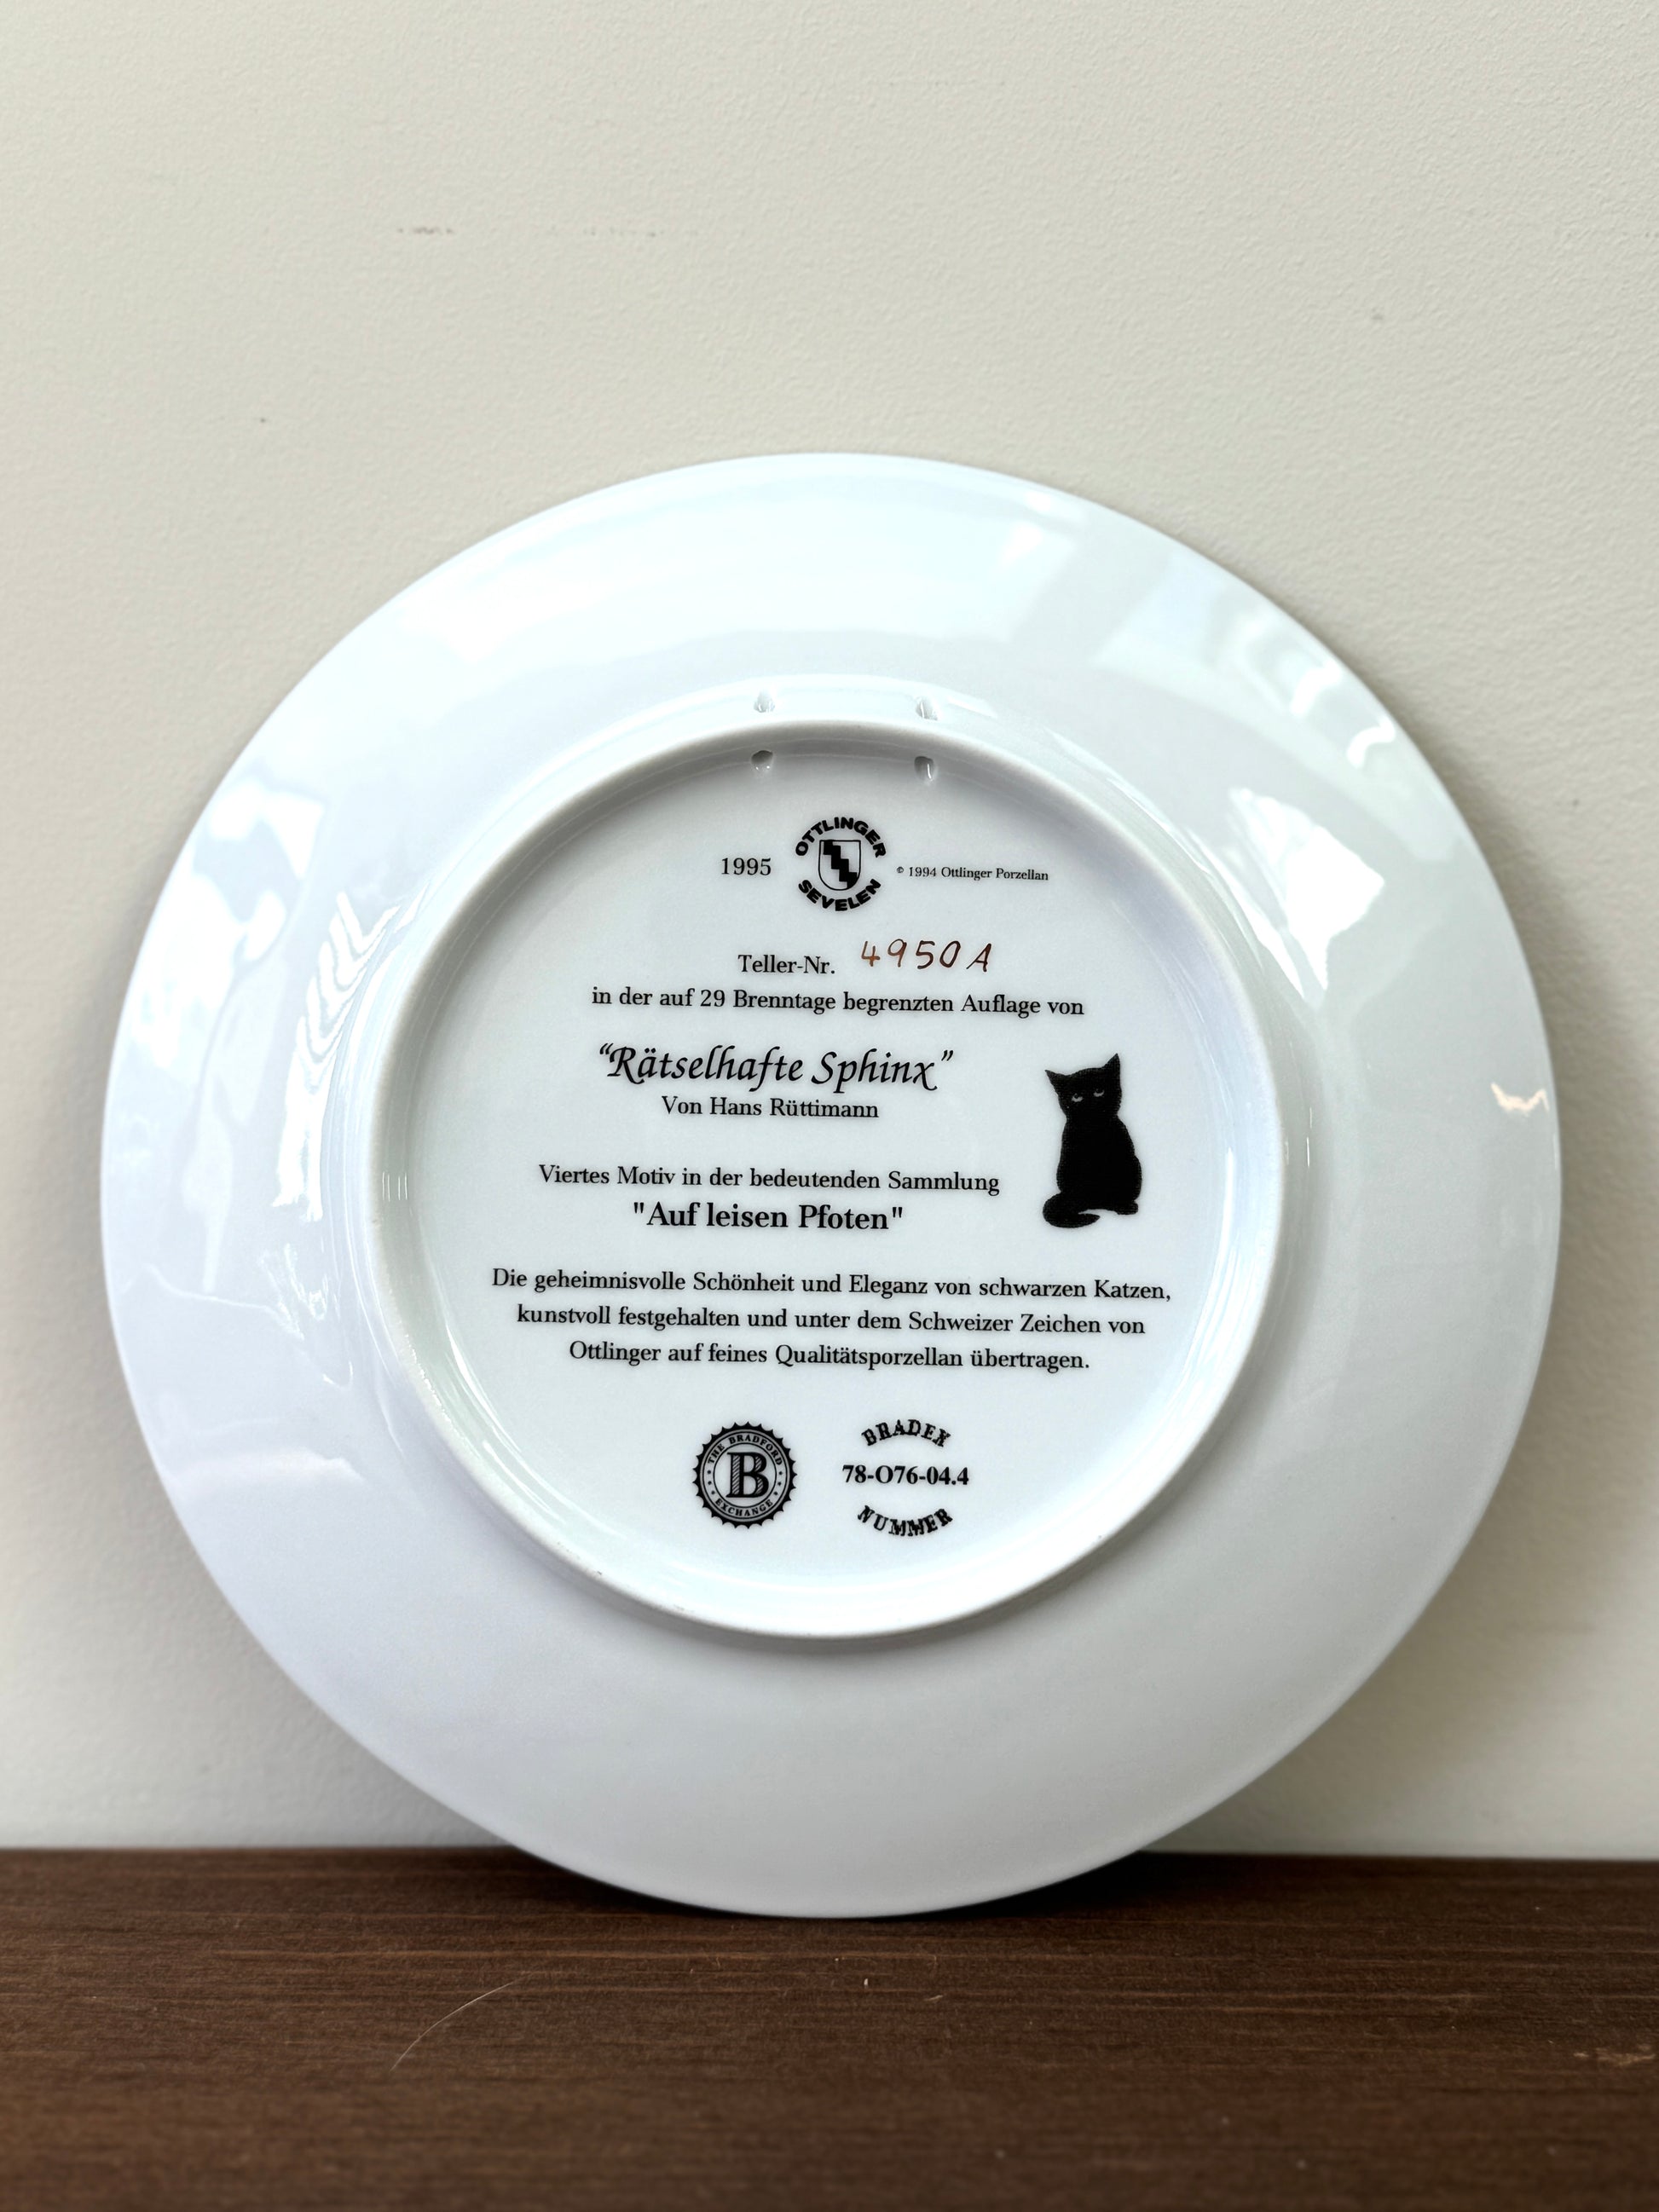 1995
OTTLINGER
SEVELEN
© 1994 Ottlinger Porzellan
Teller-Nr. 4950 A
in der auf 29 Brenntage begrenzten Auflage von
“Rätselhafte Sphinx”
Von Hans Rüttimann
Viertes Motiv in der bedeutenden Sammlung
"Auf leisen Pfoten"
Die geheimnisvolle Schönheit und Eleganz von schwarzen Katzen,
kunstvoll festgehalten und unter dem Schweizer Zeichen von
Ottlinger auf feines Qualitätsporzellan übertragen.
THE BRADFORD
B
EXCHANGE
BRADEX
78-O76-04.4
NUMMER